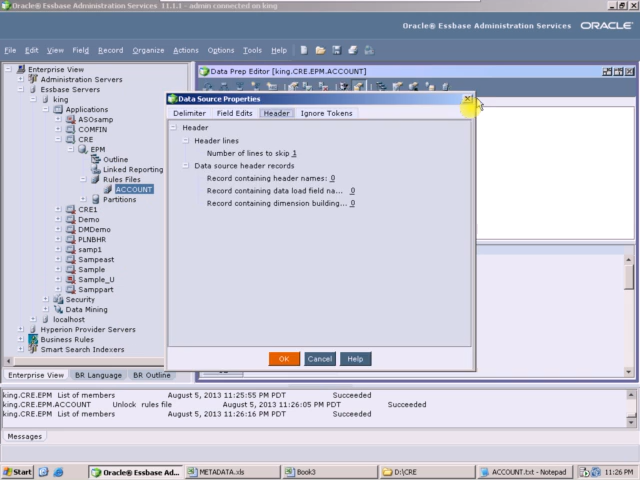 Oracle® Essbase Administration Services 11.1.1 - admin connected on king
Oracle® Essbase Administration Services ORACLE
File Edit View Field Record Organize Actions Options Tools Help
Enterprise View
Administration Servers
Essbase Servers
king
Applications
ASOsamp
COMFIN
CRE
EPM
Outline
Linked Reporting
Rules Files
ACCOUNT
Partitions
CRE1
Demo
DMDemo
PLNBHR
samp1
Sampeast
Sample
Sample_U
Samppart
Security
Data Mining
localhost
Hyperion Provider Servers
Business Rules
Smart Search Indexers
Enterprise View BR Language BR Outline
Data Prep Editor [king.CRE.EPM.ACCOUNT]
Data Source Properties
Delimiter Field Edits Header Ignore Tokens
Header
Header lines
Number of lines to skip 1
Data source header records
Record containing header names: 0
Record containing data load field na... 0
Record containing dimension building... 0
OK Cancel Help
king.CRE.EPM List of members August 5, 2013 11:25:55 PM PDT Succeeded
king.CRE.EPM.ACCOUNT Unlock rules file August 5, 2013 11:26:05 PM PDT Succeeded
king.CRE.EPM List of members August 5, 2013 11:26:16 PM PDT Succeeded
Messages
Start Oracle® Essbase Ad... METADATA.xls Book3 D:\CRE ACCOUNT.txt - Notepad 11:26 PM